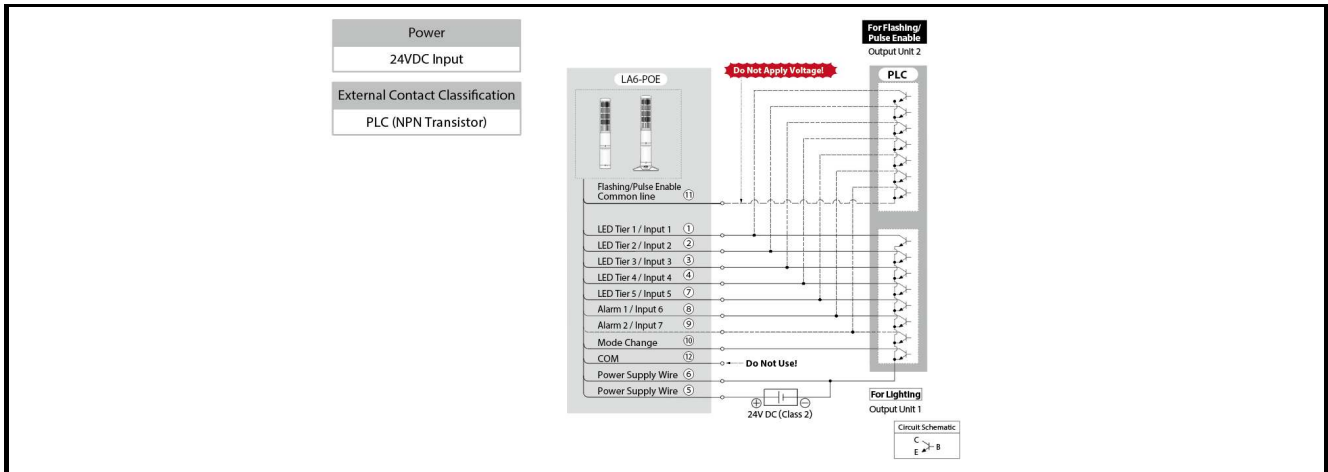 Power
24VDC Input
External Contact Classification
PLC (NPN Transistor)
For Flashing/
Pulse Enable
Output Unit 2
Do Not Apply Voltage!
LA6-POE
PLC
Flashing/Pulse Enable
Common line ⑪
LED Tier 1 / Input 1 ①
LED Tier 2 / Input 2 ②
LED Tier 3 / Input 3 ③
LED Tier 4 / Input 4 ④
LED Tier 5 / Input 5 ⑦
Alarm 1 / Input 6 ⑧
Alarm 2 / Input 7 ⑨
Mode Change ⑩
COM ⑫
Do Not Use!
Power Supply Wire ⑥
Power Supply Wire ⑤
⊕ ⊖
24V DC (Class 2)
For Lighting
Output Unit 1
Circuit Schematic
C
B
E